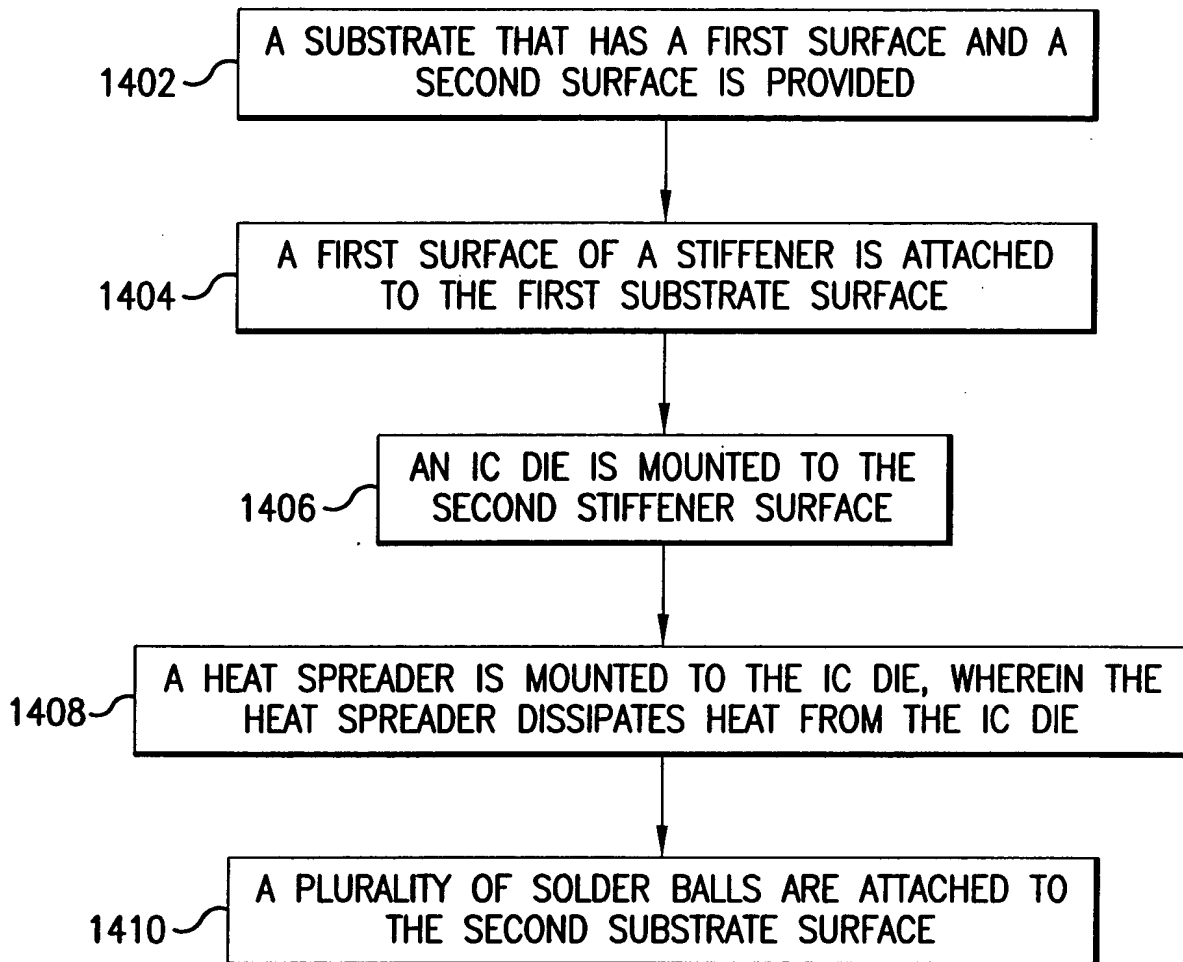 A SUBSTRATE THAT HAS A FIRST SURFACE AND A
SECOND SURFACE IS PROVIDED
1402
A FIRST SURFACE OF A STIFFENER IS ATTACHED
TO THE FIRST SUBSTRATE SURFACE
1404
AN IC DIE IS MOUNTED TO THE
SECOND STIFFENER SURFACE
1406
A HEAT SPREADER IS MOUNTED TO THE IC DIE, WHEREIN THE
HEAT SPREADER DISSIPATES HEAT FROM THE IC DIE
1408
A PLURALITY OF SOLDER BALLS ARE ATTACHED TO
THE SECOND SUBSTRATE SURFACE
1410